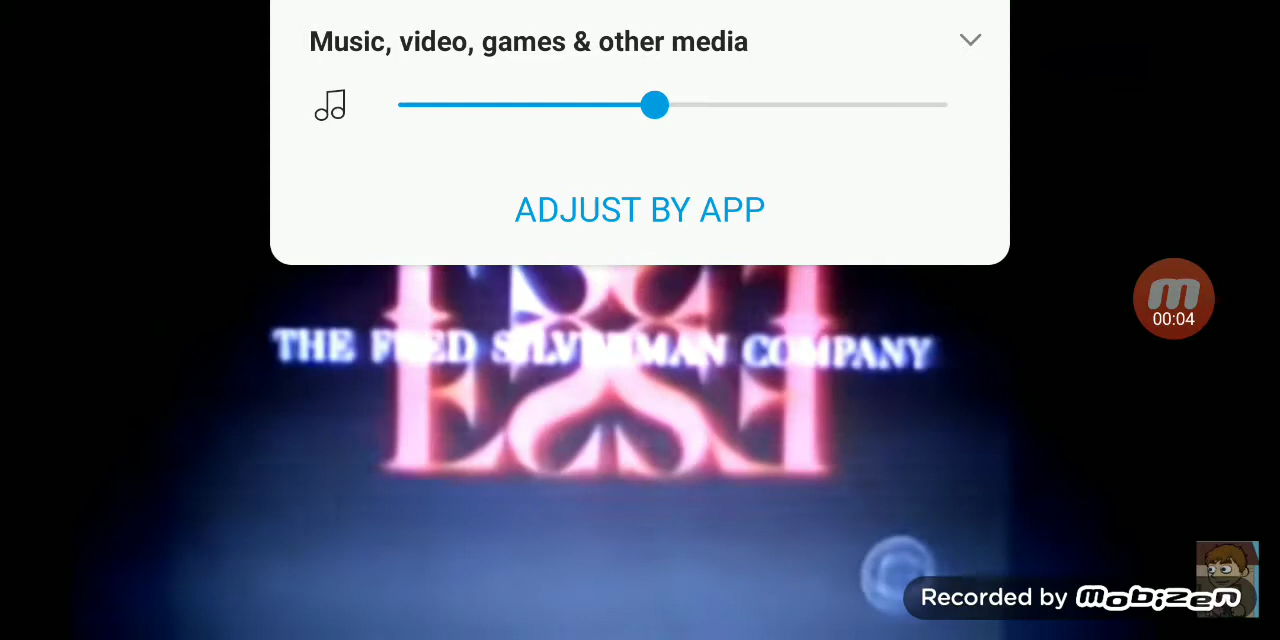 Music, video, games & other media
ADJUST BY APP
THE FRED SILVERMAN COMPANY
m
00:04
Recorded by mobizen